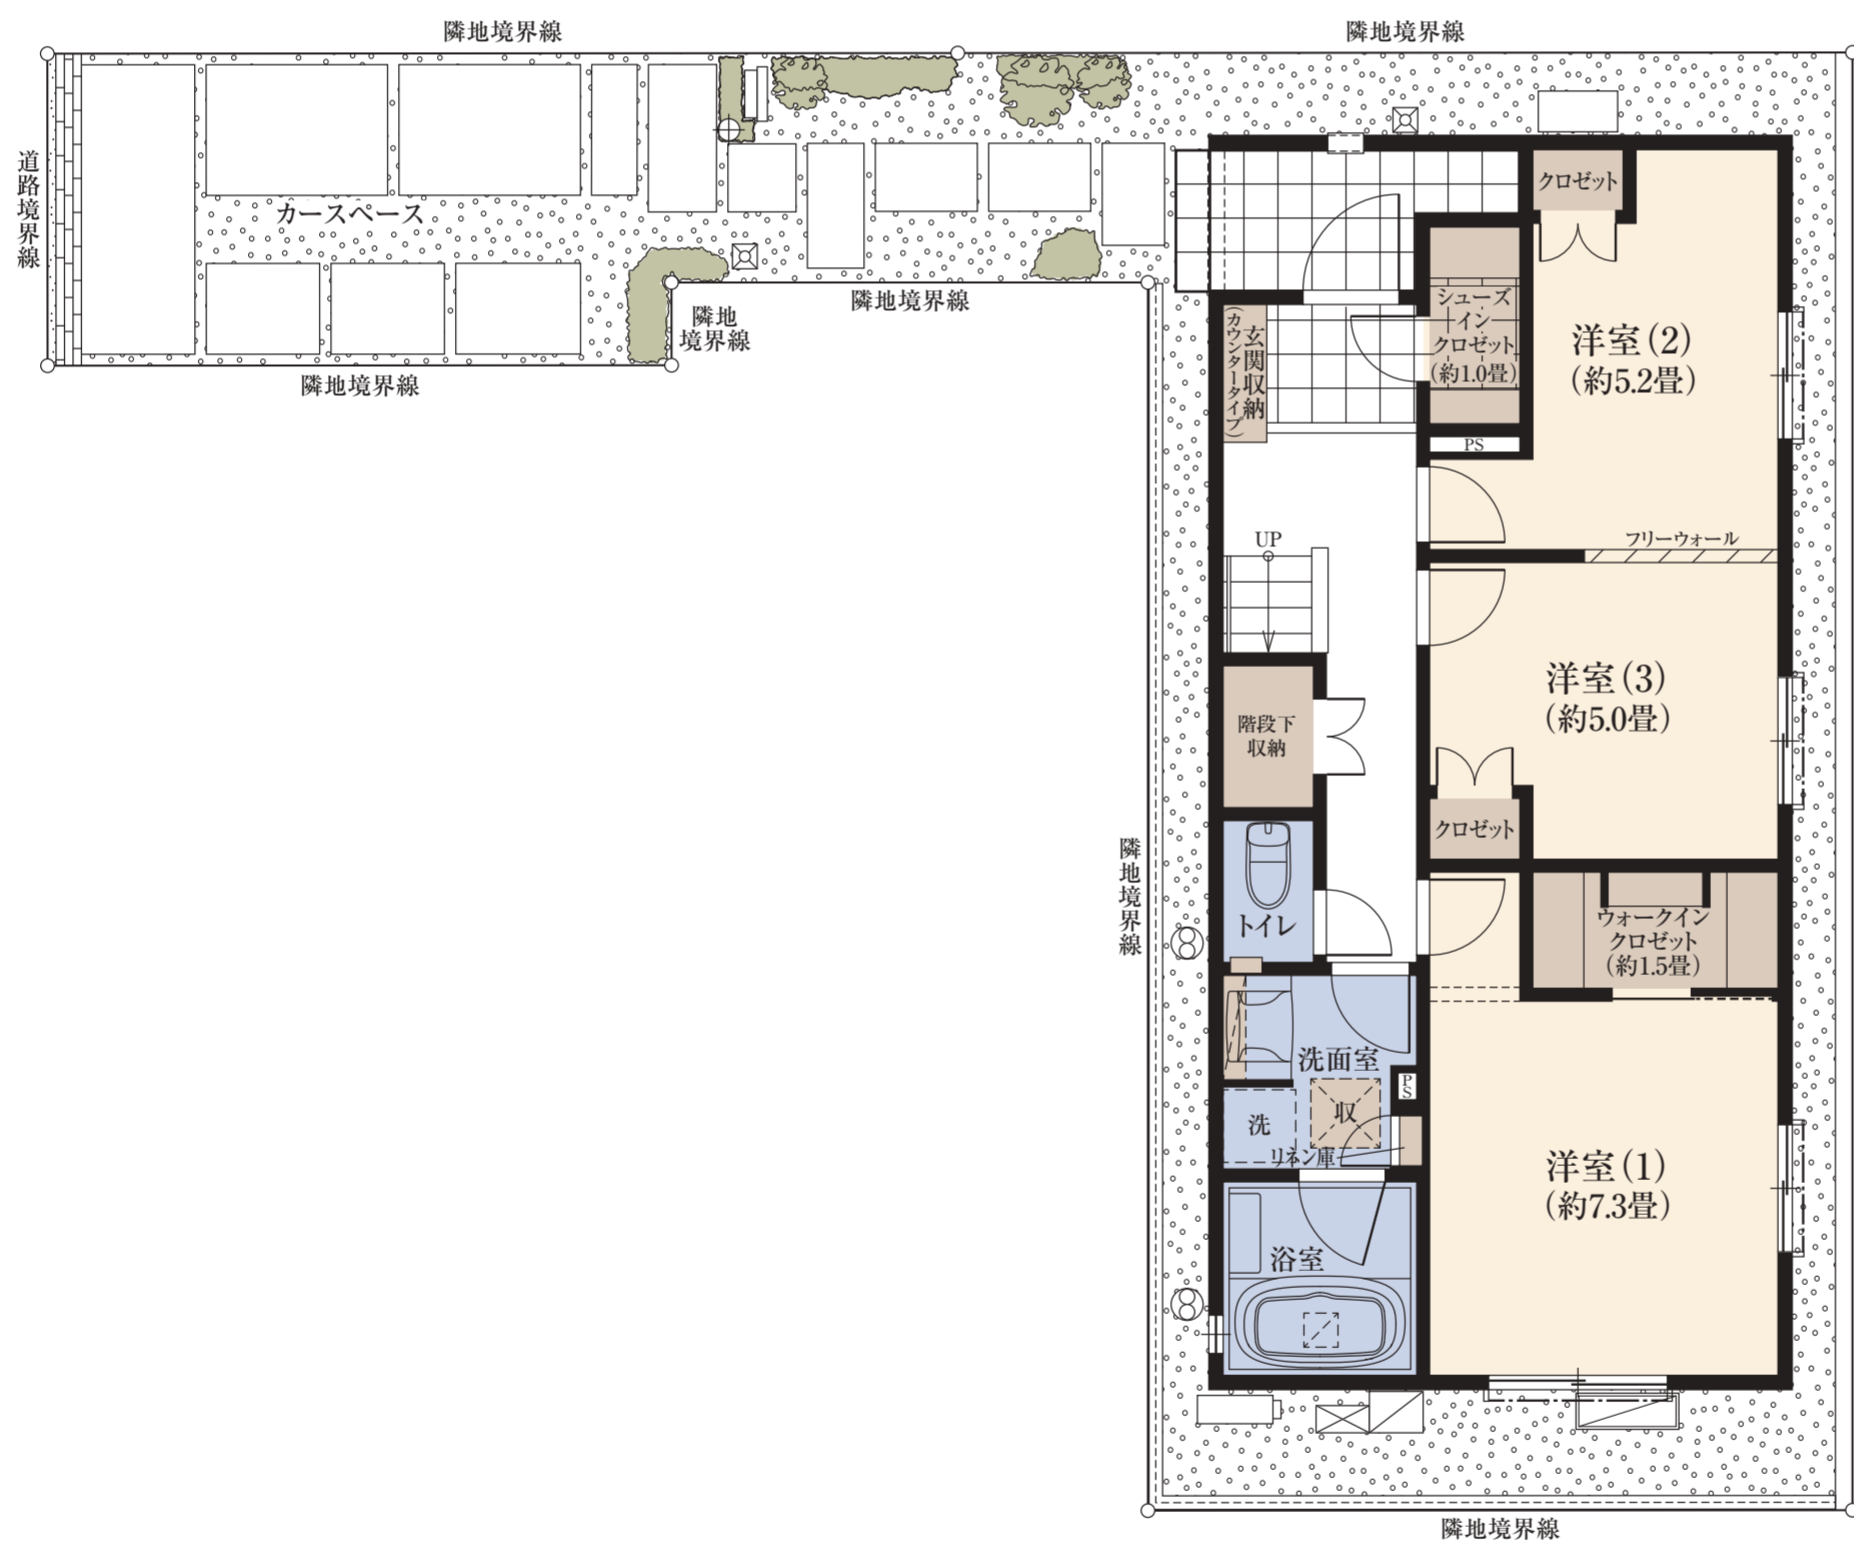 隣地境界線
隣地境界線
道路境界線
カースペース
隣地
境界線
隣地境界線
隣地境界線
クロゼット
シューズ
イン
クロゼット
(約1.0畳)
玄関収納
(カウンタータイプ)
洋室(2)
(約5.2畳)
PS
フリーウォール
UP
洋室(3)
(約5.0畳)
階段下
収納
クロゼット
隣地境界線
トイレ
ウォークイン
クロゼット
(約1.5畳)
洗面室
PS
収
洗
リネン庫
洋室(1)
(約7.3畳)
浴室
隣地境界線